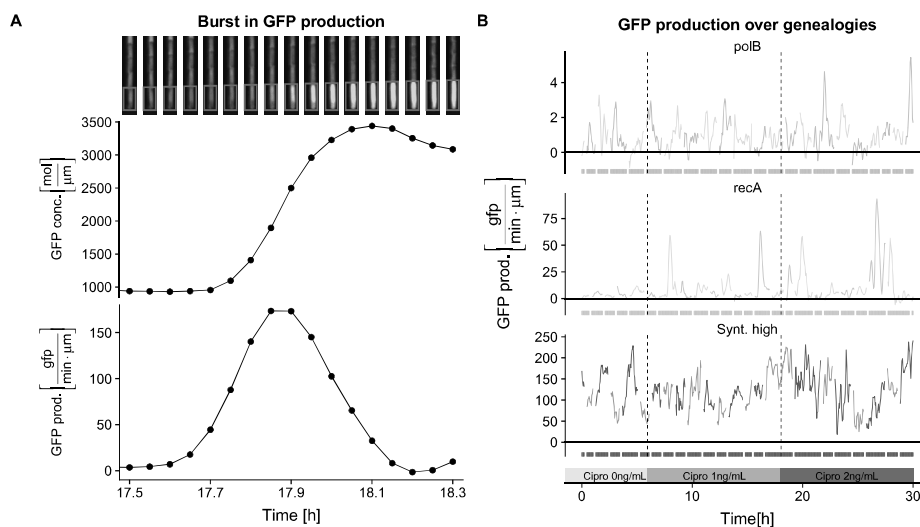 A
Burst in GFP production
3500
3000
2500
2000
1500
1000
GFP conc. [mol/μm]
150
100
50
0
GFP prod. [gfp/min · μm]
17.5 17.7 17.9 18.1 18.3
Time [h]
B
GFP production over genealogies
polB
4
2
0
recA
75
50
25
0
GFP prod. [gfp/min · μm]
Synt. high
250
200
150
100
50
0
Cipro 0ng/mL Cipro 1ng/mL Cipro 2ng/mL
0 10 20 30
Time[h]